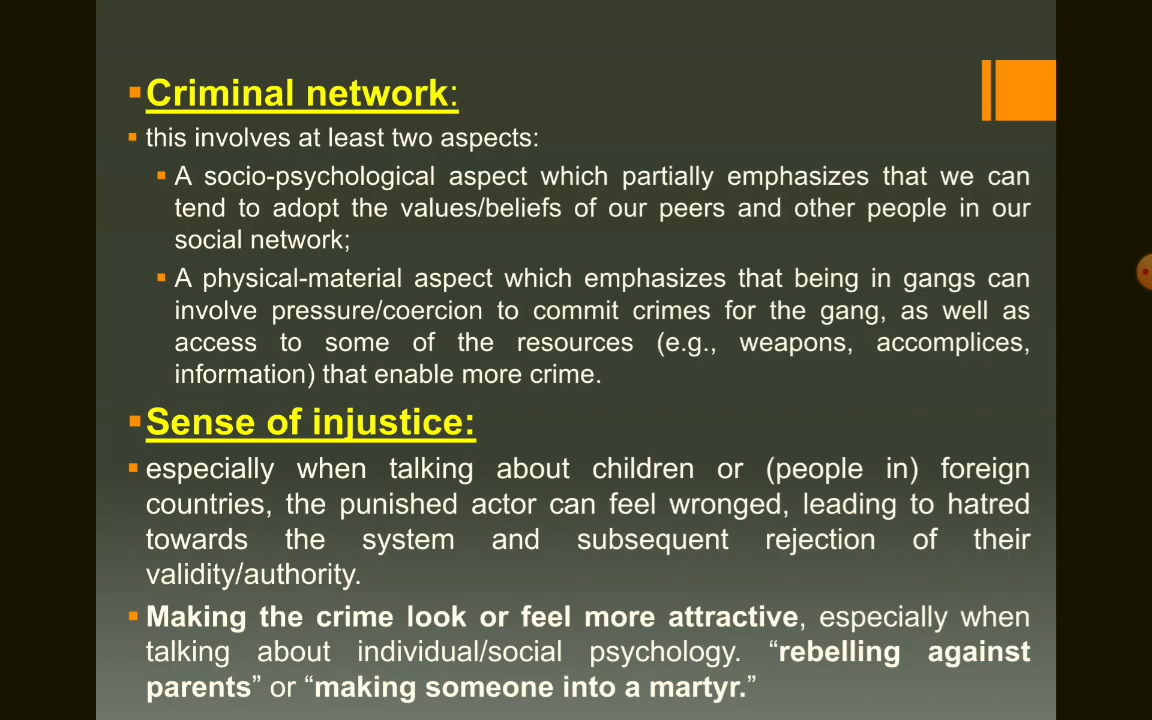 Criminal network:
this involves at least two aspects:
A socio-psychological aspect which partially emphasizes that we can
tend to adopt the values/beliefs of our peers and other people in our
social network;
A physical-material aspect which emphasizes that being in gangs can
involve pressure/coercion to commit crimes for the gang, as well as
access to some of the resources (e.g., weapons, accomplices,
information) that enable more crime.
Sense of injustice:
especially when talking about children or (people in) foreign
countries, the punished actor can feel wronged, leading to hatred
towards the system and subsequent rejection of their
validity/authority.
Making the crime look or feel more attractive, especially when
talking about individual/social psychology. “rebelling against
parents” or “making someone into a martyr.”